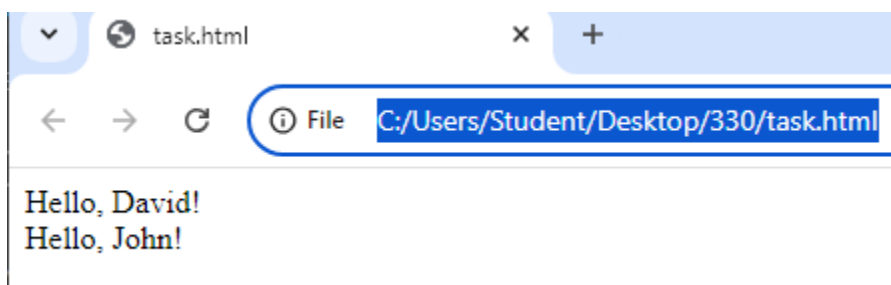 task.html
File C:/Users/Student/Desktop/330/task.html
Hello, David!
Hello, John!